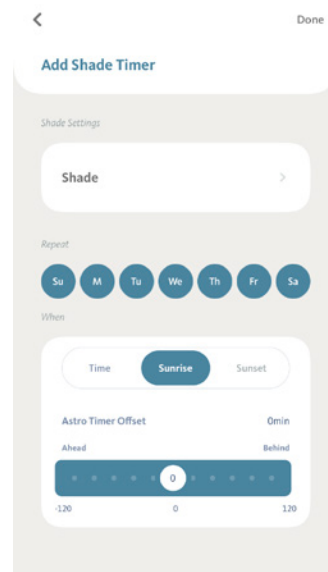 Done
Add Shade Timer
Shade Settings
Shade
Repeat
Su M Tu We Th Fr Sa
When
Time Sunrise Sunset
Astro Timer Offset 0min
Ahead Behind
0
-120 0 120